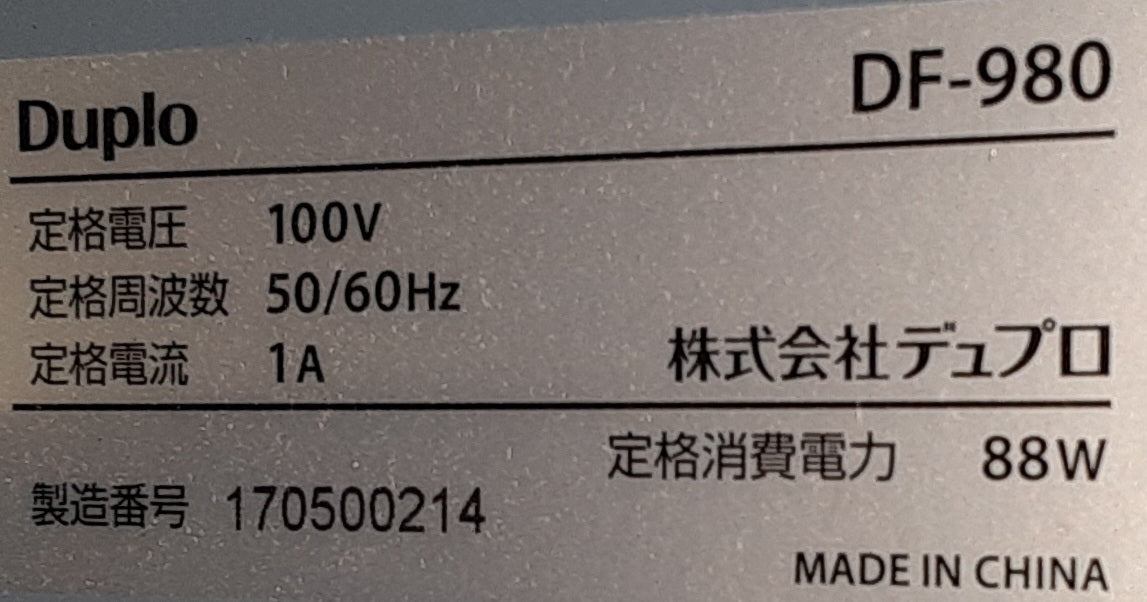 Duplo DF-980
定格電圧 100V
定格周波数 50/60Hz
定格電流 1A
株式会社デュプロ
定格消費電力 88W
製造番号 170500214
MADE IN CHINA